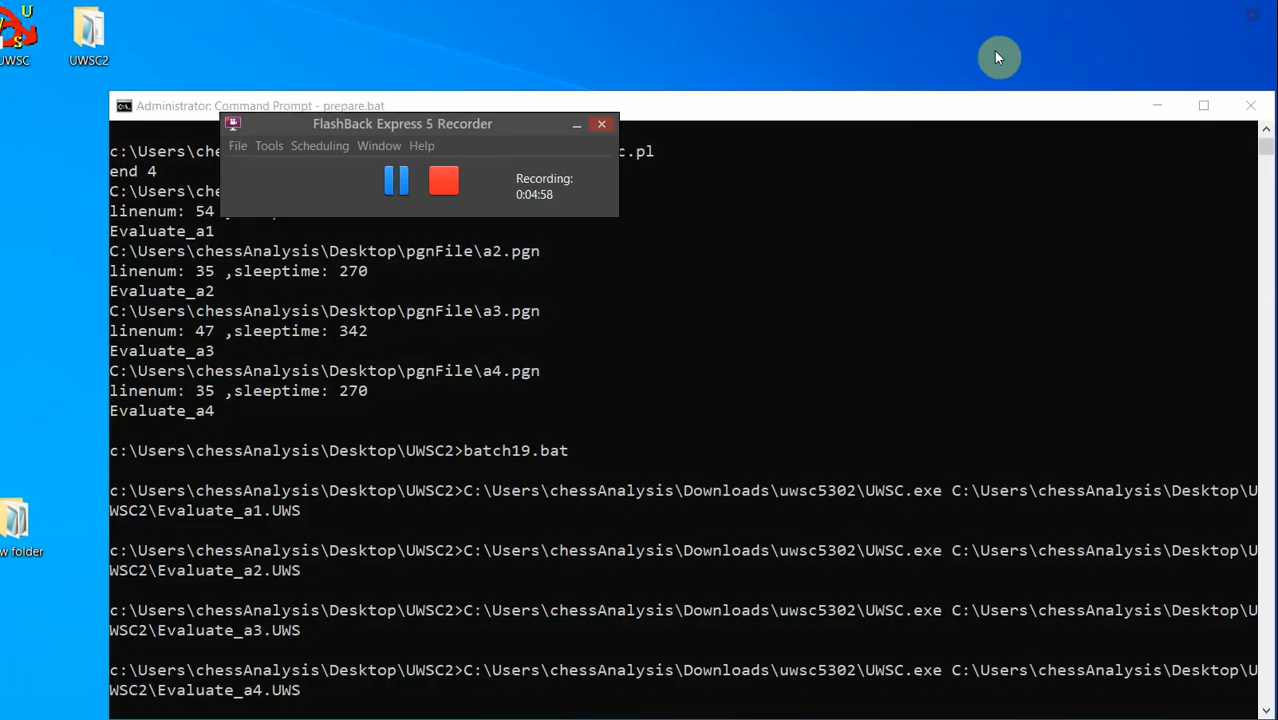 U
S
UWSC
UWSC2
Administrator: Command Prompt - prepare.bat
FlashBack Express 5 Recorder
File Tools Scheduling Window Help
Recording:
0:04:58
c:\Users\che
c.pl
end 4
C:\Users\che
linenum: 54
Evaluate_a1
C:\Users\chessAnalysis\Desktop\pgnFile\a2.pgn
linenum: 35 ,sleeptime: 270
Evaluate_a2
C:\Users\chessAnalysis\Desktop\pgnFile\a3.pgn
linenum: 47 ,sleeptime: 342
Evaluate_a3
C:\Users\chessAnalysis\Desktop\pgnFile\a4.pgn
linenum: 35 ,sleeptime: 270
Evaluate_a4
c:\Users\chessAnalysis\Desktop\UWSC2>batch19.bat
c:\Users\chessAnalysis\Desktop\UWSC2>C:\Users\chessAnalysis\Downloads\uwsc5302\UWSC.exe C:\Users\chessAnalysis\Desktop\U
WSC2\Evaluate_a1.UWS
c:\Users\chessAnalysis\Desktop\UWSC2>C:\Users\chessAnalysis\Downloads\uwsc5302\UWSC.exe C:\Users\chessAnalysis\Desktop\U
WSC2\Evaluate_a2.UWS
c:\Users\chessAnalysis\Desktop\UWSC2>C:\Users\chessAnalysis\Downloads\uwsc5302\UWSC.exe C:\Users\chessAnalysis\Desktop\U
WSC2\Evaluate_a3.UWS
c:\Users\chessAnalysis\Desktop\UWSC2>C:\Users\chessAnalysis\Downloads\uwsc5302\UWSC.exe C:\Users\chessAnalysis\Desktop\U
WSC2\Evaluate_a4.UWS
w folder